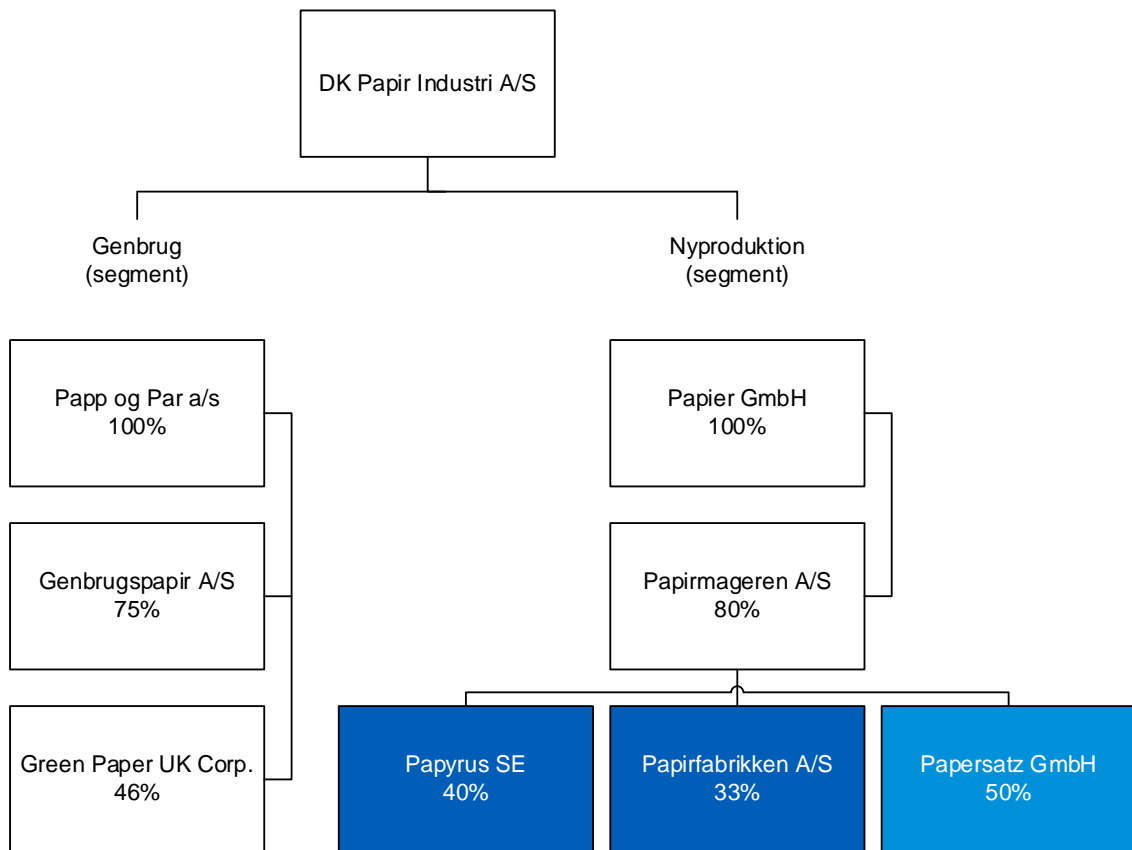 DK Papir Industri A/S
Genbrug
(segment)
Nyproduktion
(segment)
Papp og Par a/s
100%
Papier GmbH
100%
Genbrugspapir A/S
75%
Papirmageren A/S
80%
Green Paper UK Corp.
46%
Papyrus SE
40%
Papirfabrikken A/S
33%
Papersatz GmbH
50%